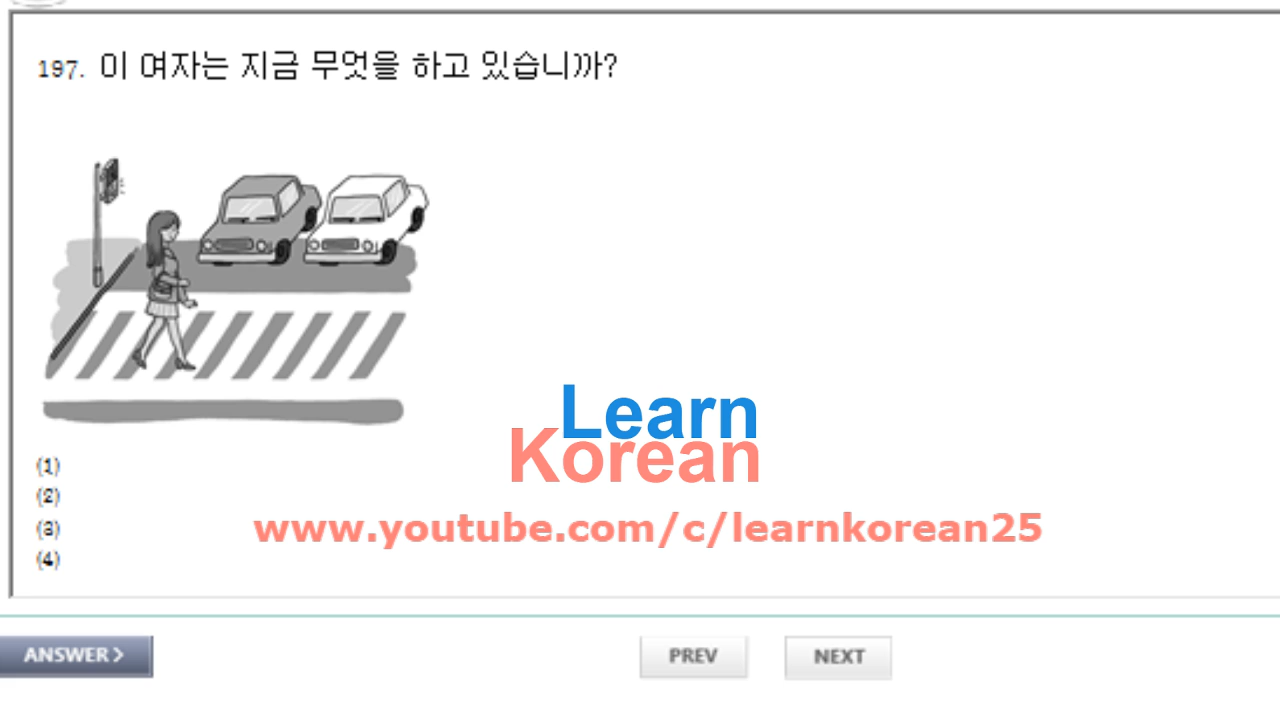 197. 이 여자는 지금 무엇을 하고 있습니까?
Learn
Korean
(1)
(2)
www.youtube.com/c/learnkorean25
(3)
(4)
ANSWER >
PREV
NEXT